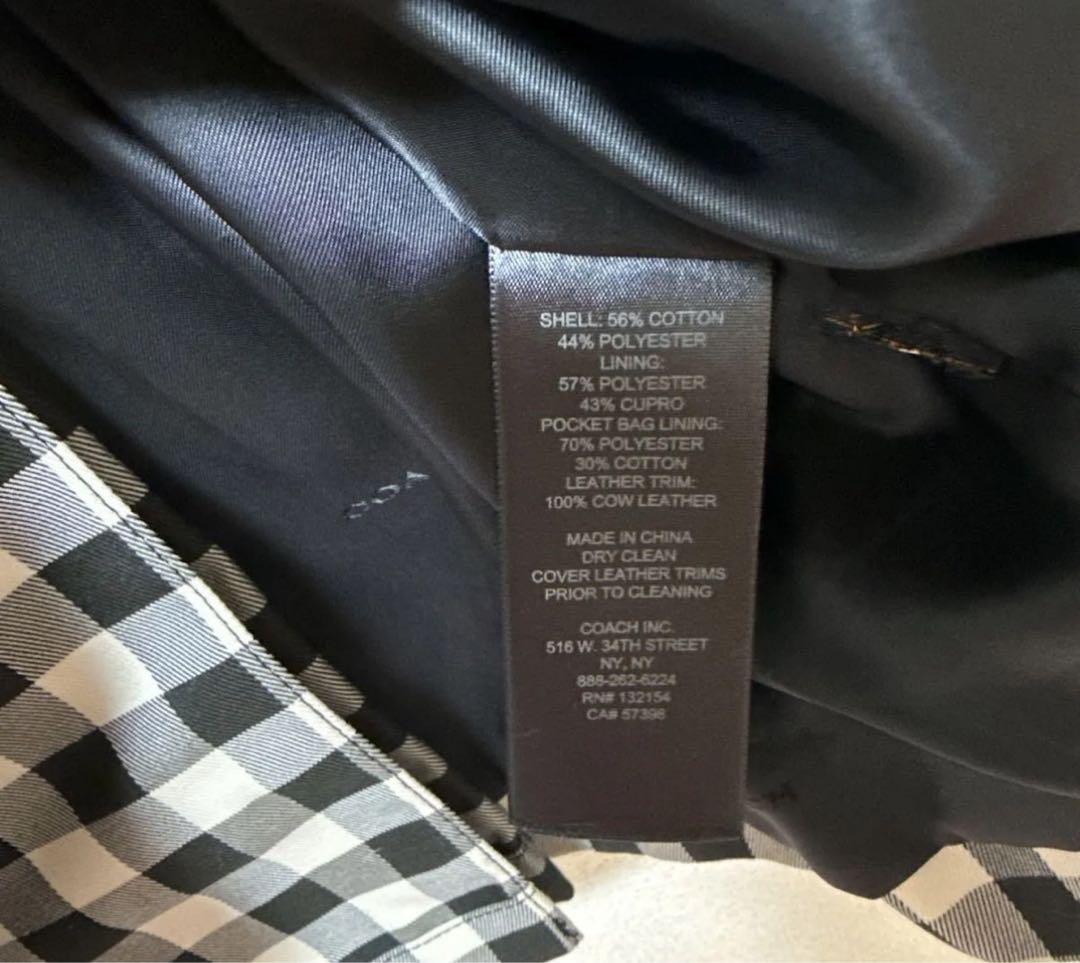 SHELL: 56% COTTON
44% POLYESTER
LINING:
57% POLYESTER
43% CUPRO
POCKET BAG LINING:
70% POLYESTER
30% COTTON
LEATHER TRIM:
100% COW LEATHER
MADE IN CHINA
DRY CLEAN
COVER LEATHER TRIMS
PRIOR TO CLEANING
COACH INC.
516 W. 34TH STREET
NY, NY
888-262-6224
RN# 132154
CA# 57398
COA